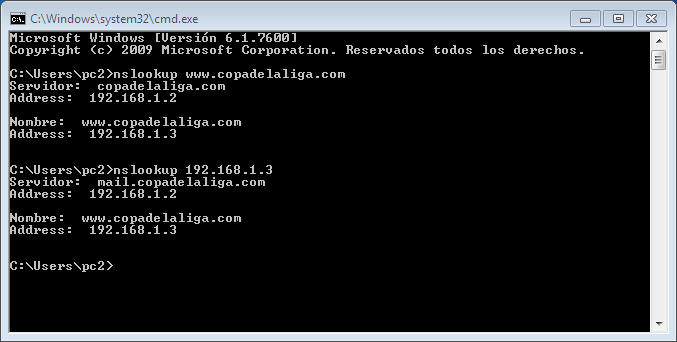 C:\Windows\system32\cmd.exe
Microsoft Windows [Versión 6.1.7600]
Copyright (c) 2009 Microsoft Corporation. Reservados todos los derechos.
C:\Users\pc2>nslookup www.copadelaliga.com
Servidor:  copadelaliga.com
Address:  192.168.1.2
Nombre:  www.copadelaliga.com
Address:  192.168.1.3
C:\Users\pc2>nslookup 192.168.1.3
Servidor:  mail.copadelaliga.com
Address:  192.168.1.2
Nombre:  www.copadelaliga.com
Address:  192.168.1.3
C:\Users\pc2>